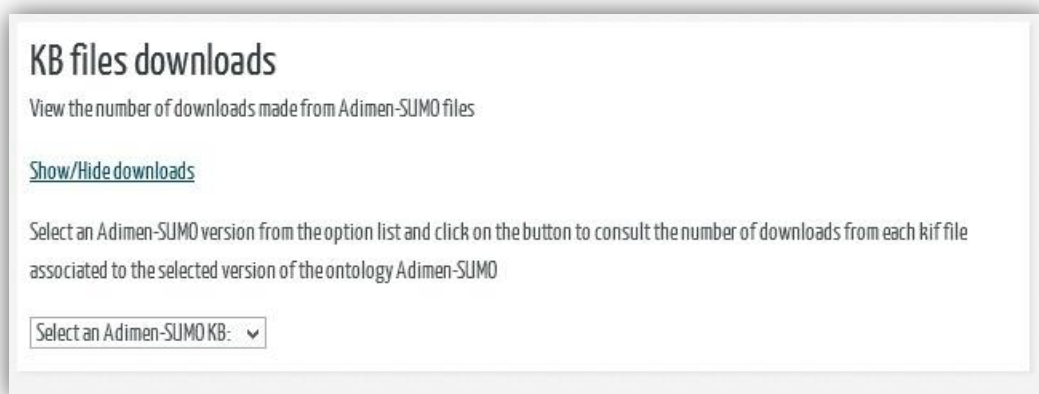 KB files downloads
View the number of downloads made from Adimen-SUMO files
Show/Hide downloads
Select an Adimen-SUMO version from the option list and click on the button to consult the number of downloads from each kif file
associated to the selected version of the ontology Adimen-SUMO
Select an Adimen-SUMO KB: